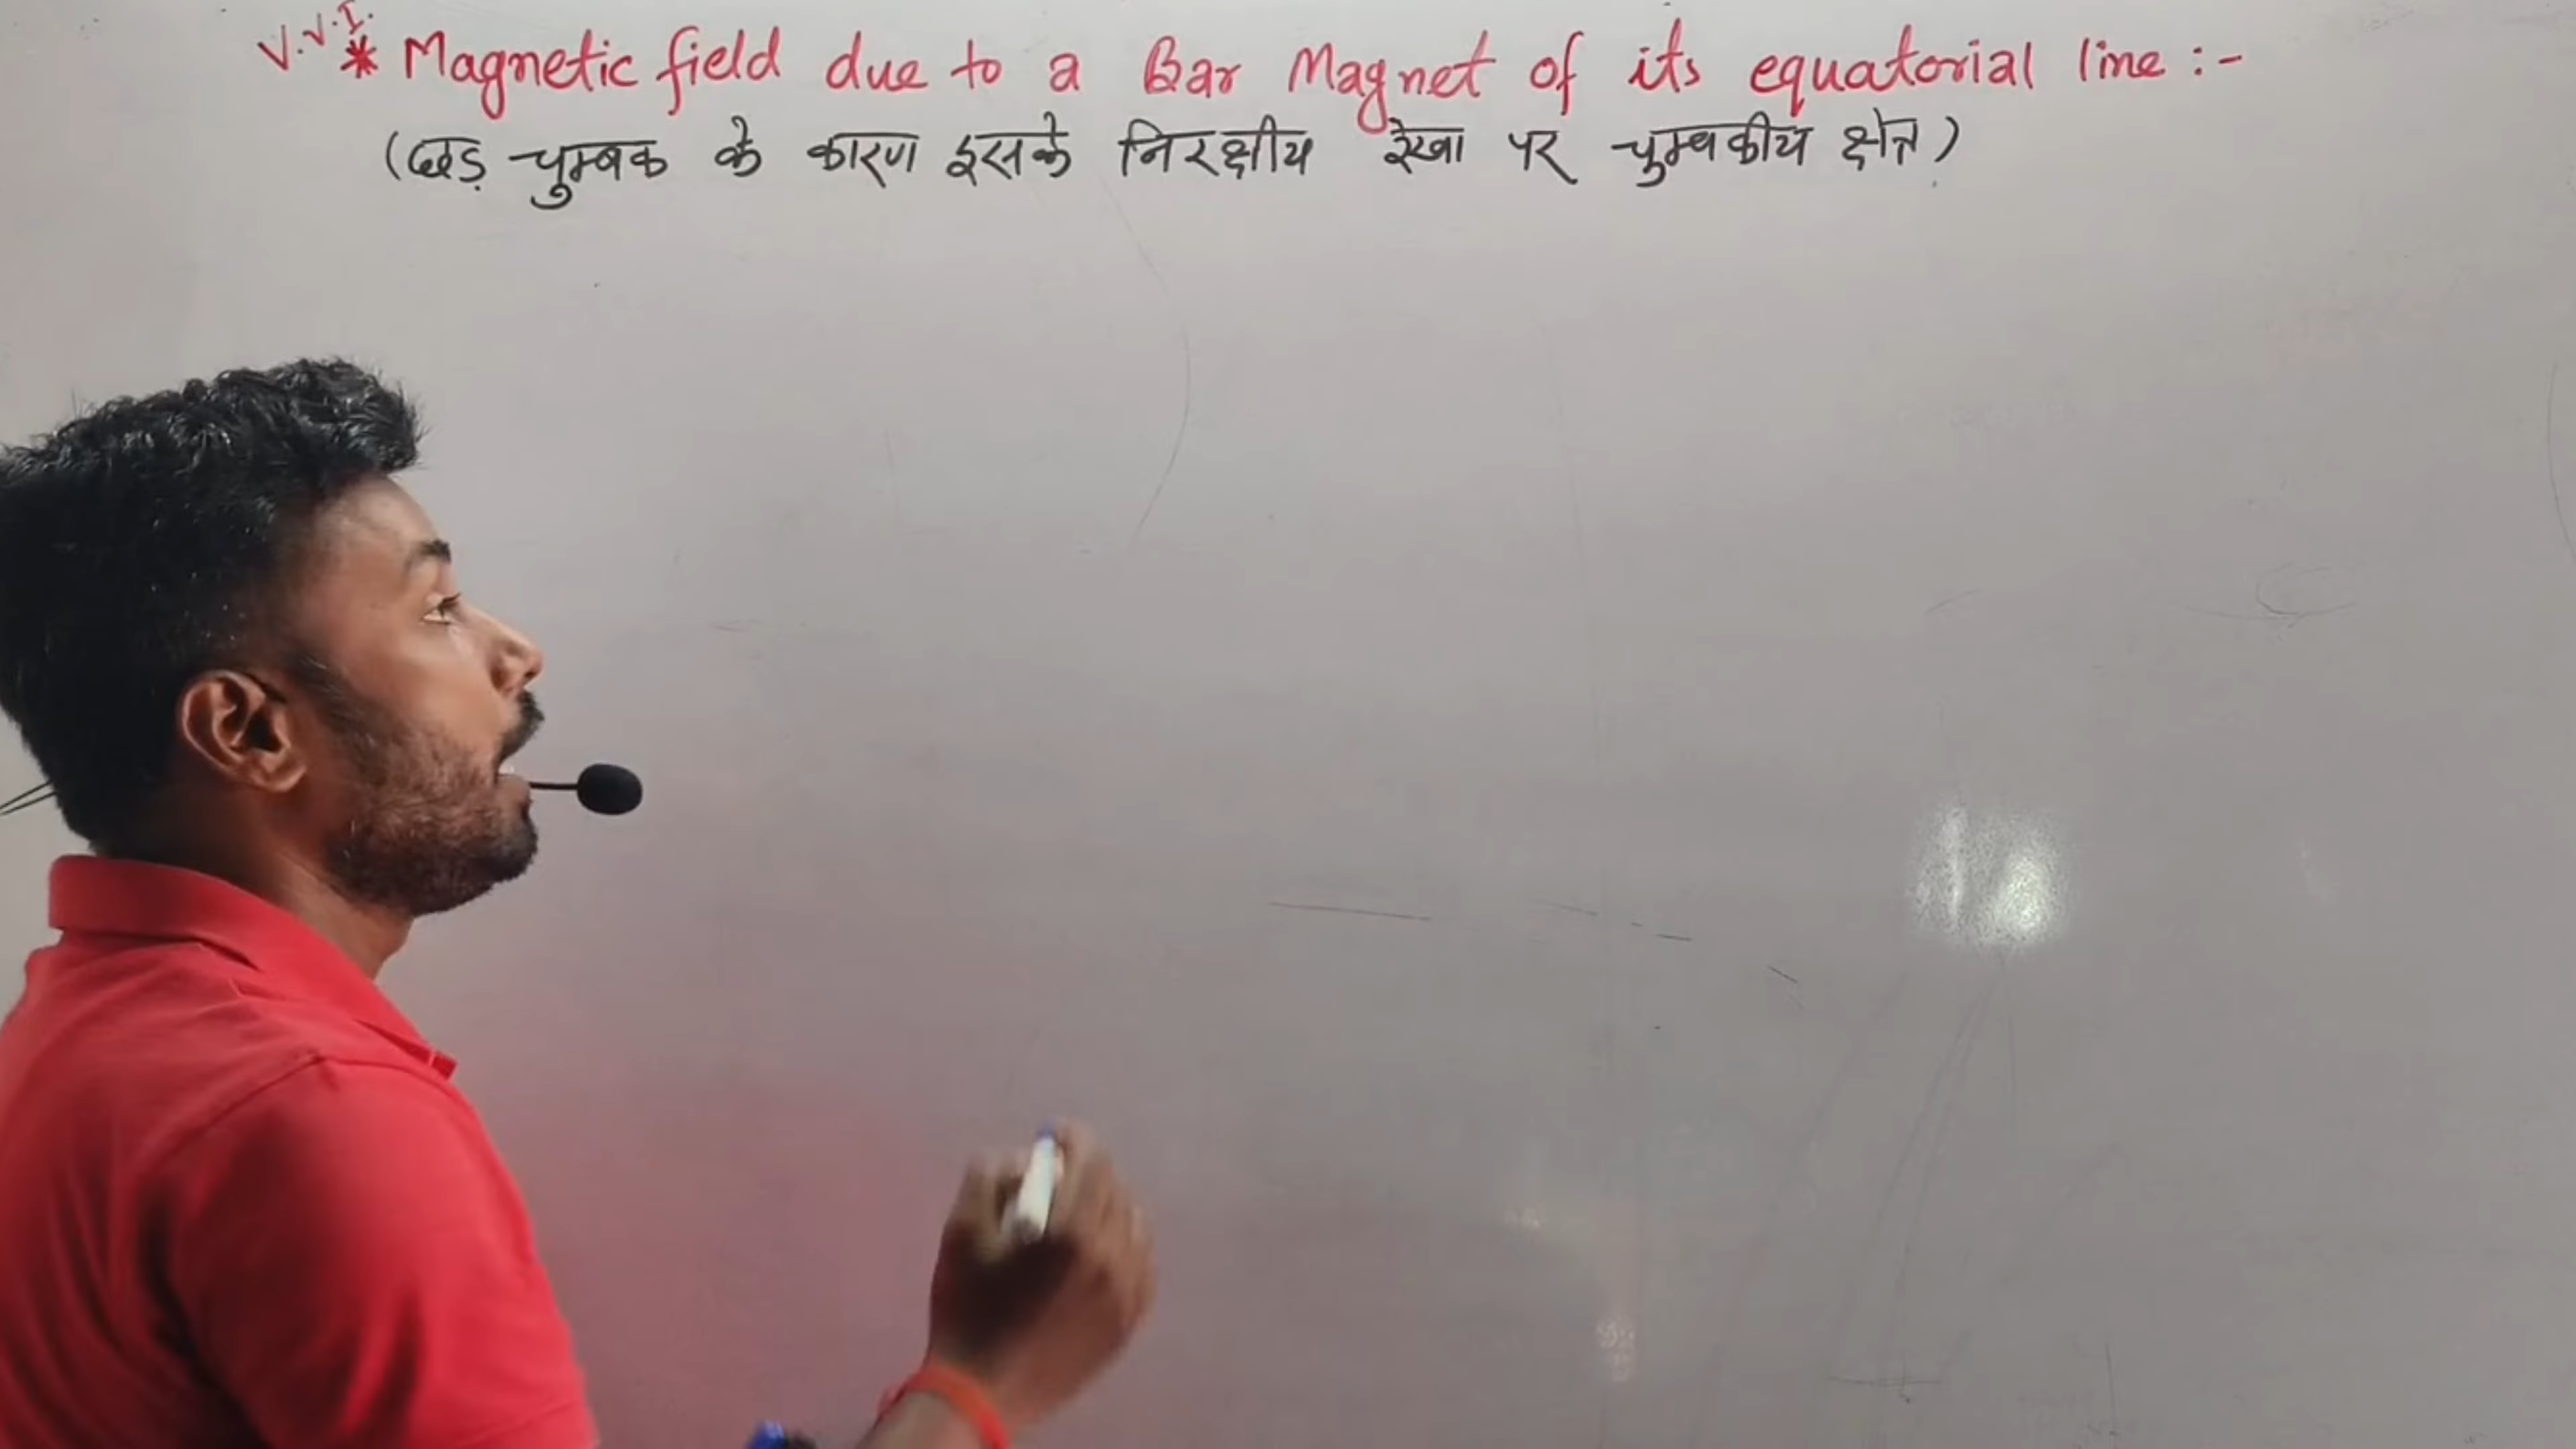 V.V.I.
* Magnetic field due to a Bar Magnet of its equatorial line :-
(छड़ चुम्बक के कारण इसके निरक्षीय रेखा पर चुम्बकीय क्षेत्र)